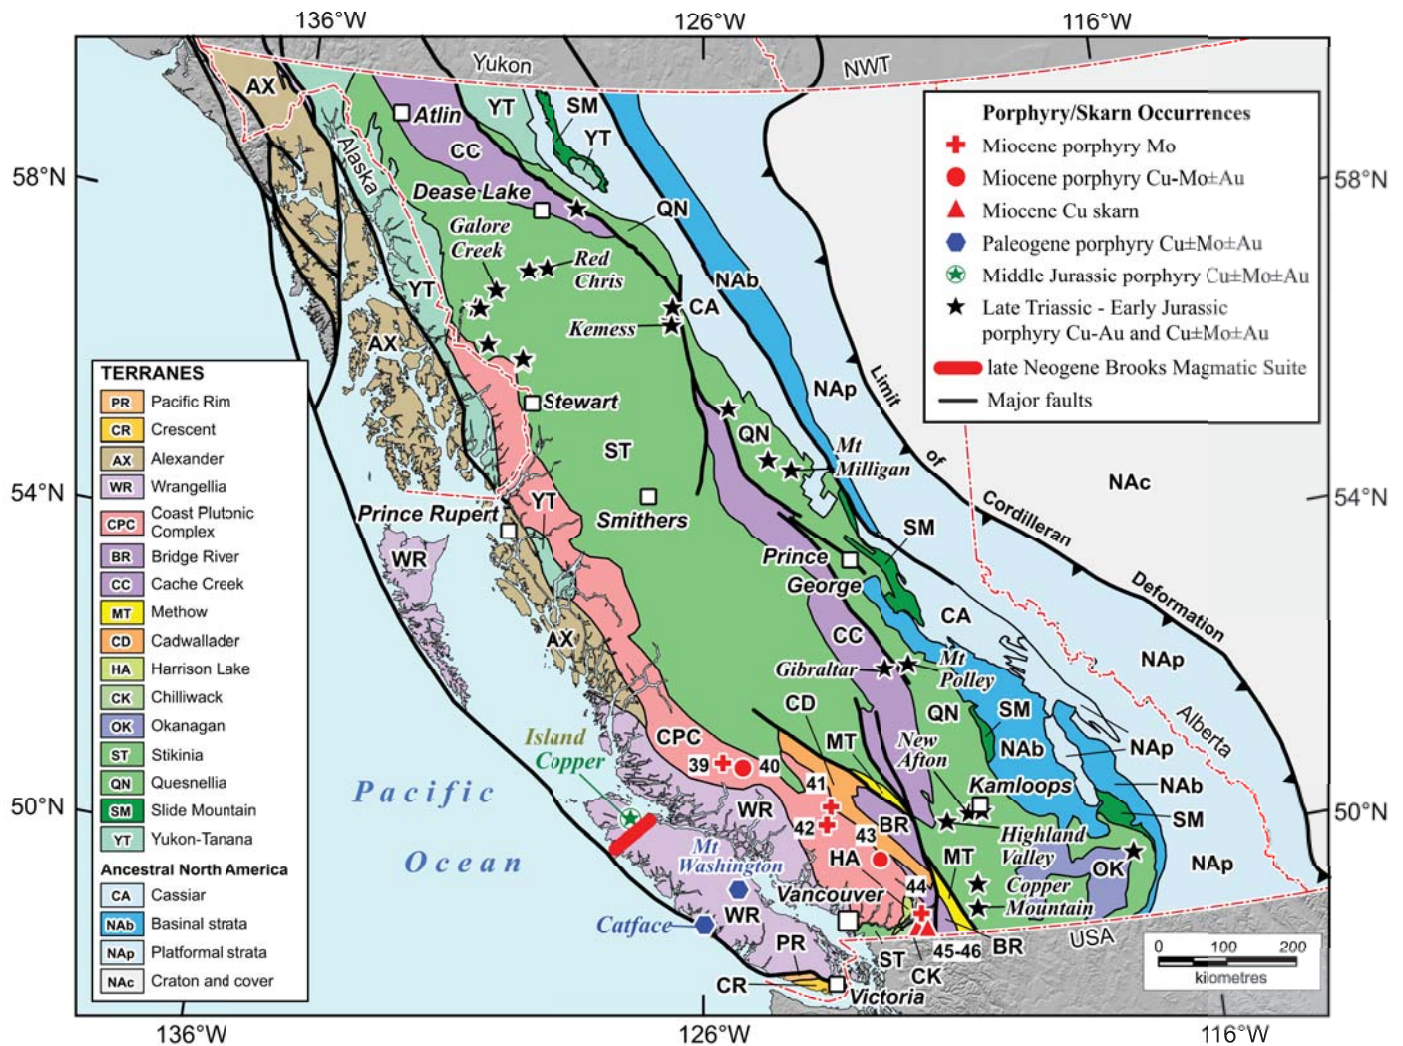 136°W
126°W
116°W
Yukon
NWT
AX
Atlin
YT
SM
YT
CC
Alaska
58°N
58°N
Dease Lake
QN
Galore
Creek
Red
Chris
NAb
YT
CA
Kemess
AX
NAp
Limit
of
Cordilleran
Deformation
Stewart
QN
Mt
Milligan
ST
NAc
54°N
54°N
YT
Prince Rupert
Smithers
SM
WR
Prince
George
CA
AX
CC
NAp
Gibraltar
Mt
Polley
Alberta
CD
QN
SM
Island
Copper
CPC
MT
New
Afton
NAb
NAp
39
40
41
Kamloops
NAb
50°N
50°N
Pacific
Ocean
WR
42
43
BR
SM
Highland
Valley
Mt
Washington
HA
MT
OK
NAp
Vancouver
44
Copper
Mountain
WR
Catface
PR
USA
45-46
BR
ST
CK
CR
Victoria
136°W
126°W
116°W
Porphyry/Skarn Occurrences
Miocene porphyry Mo
Miocene porphyry Cu-Mo±Au
Miocene Cu skarn
Paleogene porphyry Cu±Mo±Au
Middle Jurassic porphyry Cu±Mo±Au
Late Triassic - Early Jurassic
porphyry Cu-Au and Cu±Mo±Au
late Neogene Brooks Magmatic Suite
Major faults
TERRANES
PR Pacific Rim
CR Crescent
AX Alexander
WR Wrangellia
CPC Coast Plutonic
Complex
BR Bridge River
CC Cache Creek
MT Methow
CD Cadwallader
HA Harrison Lake
CK Chilliwack
OK Okanagan
ST Stikinia
QN Quesnellia
SM Slide Mountain
YT Yukon-Tanana
Ancestral North America
CA Cassiar
NAb Basinal strata
NAp Platformal strata
NAc Craton and cover
0 100 200
kilometres